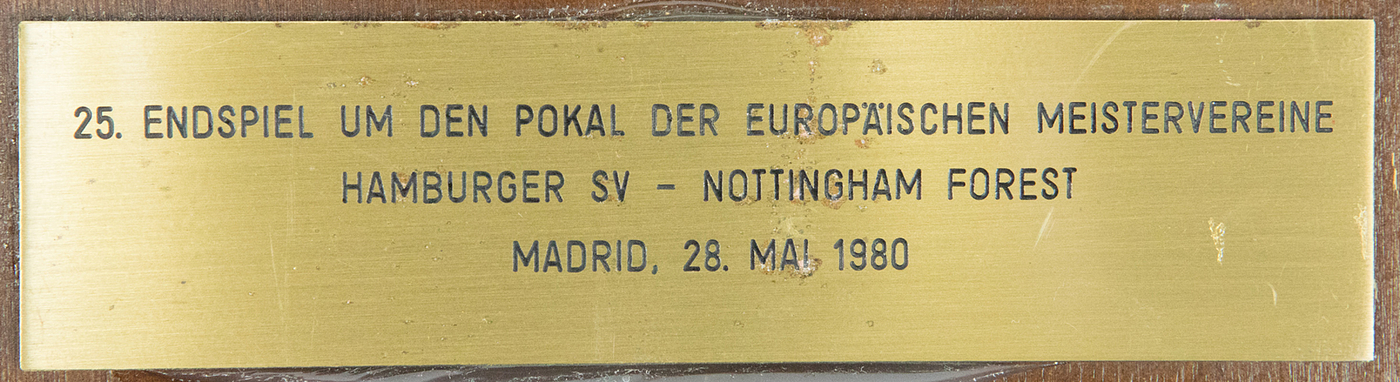 25. ENDSPIEL UM DEN POKAL DER EUROPÄISCHEN MEISTERVEREINE
HAMBURGER SV – NOTTINGHAM FOREST
MADRID, 28. MAI 1980